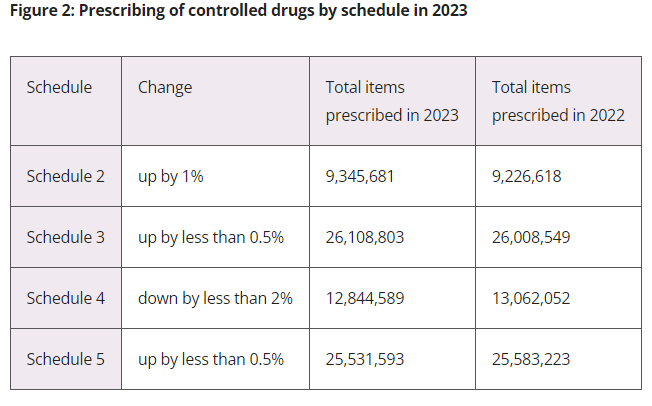 Figure 2: Prescribing of controlled drugs by schedule in 2023
Schedule Change Total items prescribed in 2023 Total items prescribed in 2022
Schedule 2 up by 1% 9,345,681 9,226,618
Schedule 3 up by less than 0.5% 26,108,803 26,008,549
Schedule 4 down by less than 2% 12,844,589 13,062,052
Schedule 5 up by less than 0.5% 25,531,593 25,583,223